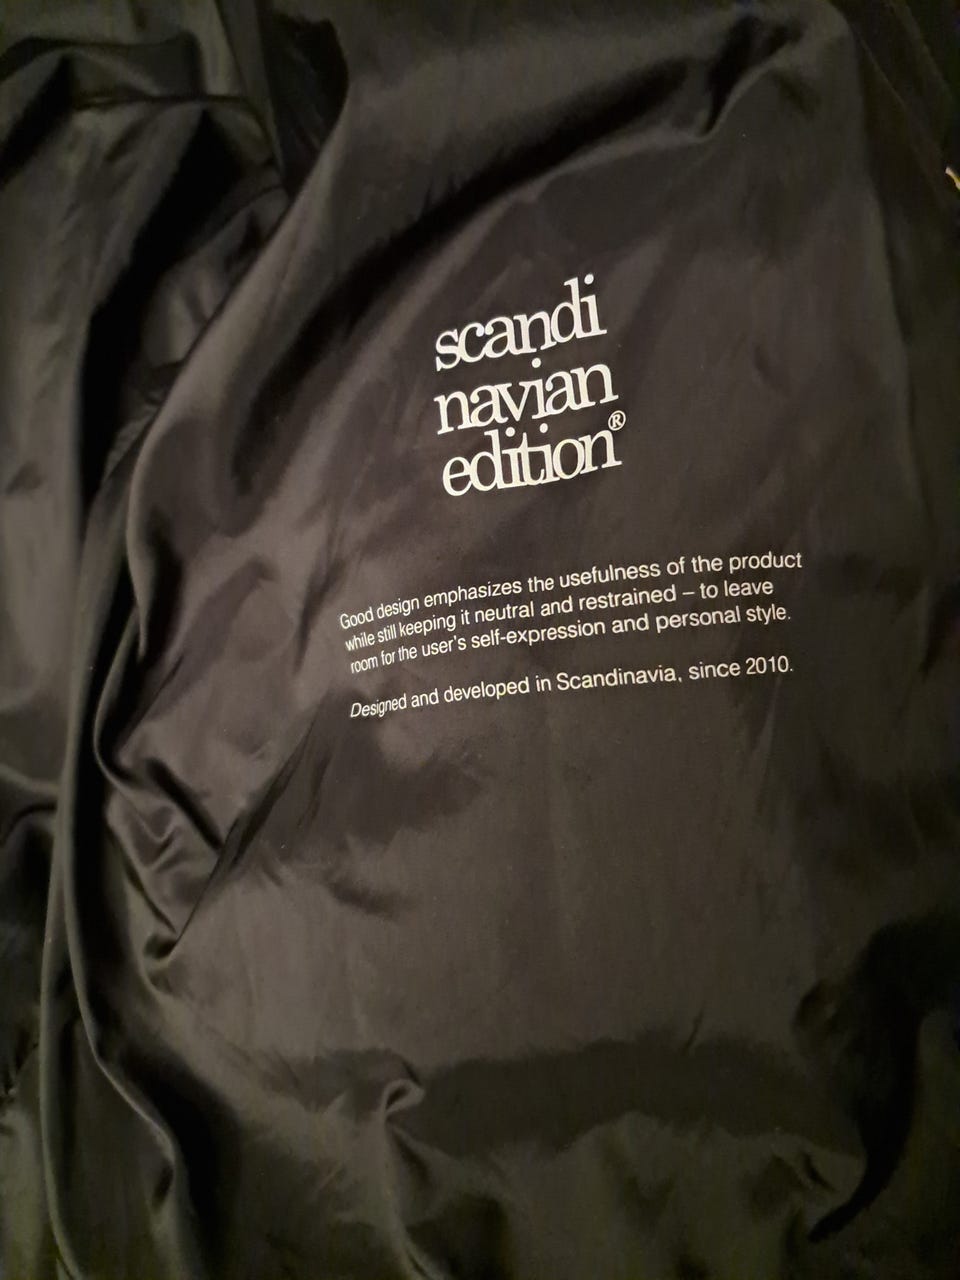 scandi
navian
edition®
Good design emphasizes the usefulness of the product
while still keeping it neutral and restrained – to leave
room for the user's self-expression and personal style.
Designed and developed in Scandinavia, since 2010.